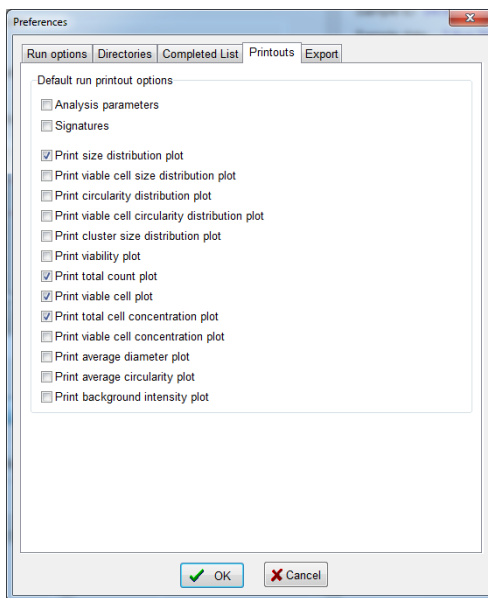 Preferences
Run options Directories Completed List Printouts Export
Default run printout options
Analysis parameters
Signatures
Print size distribution plot
Print viable cell size distribution plot
Print circularity distribution plot
Print viable cell circularity distribution plot
Print cluster size distribution plot
Print viability plot
Print total count plot
Print viable cell plot
Print total cell concentration plot
Print viable cell concentration plot
Print average diameter plot
Print average circularity plot
Print background intensity plot
OK Cancel